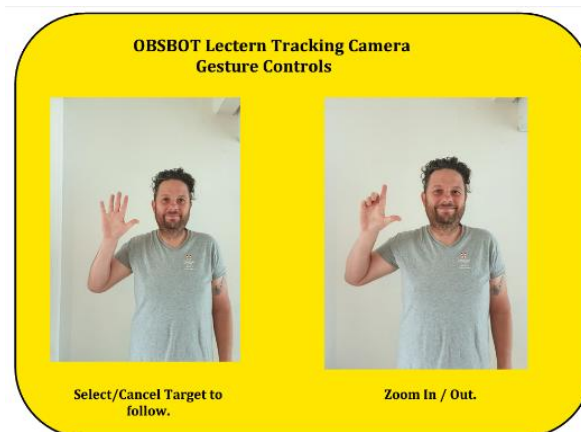 OBSBOT Lectern Tracking Camera
Gesture Controls
Select/Cancel Target to
follow.
Zoom In / Out.